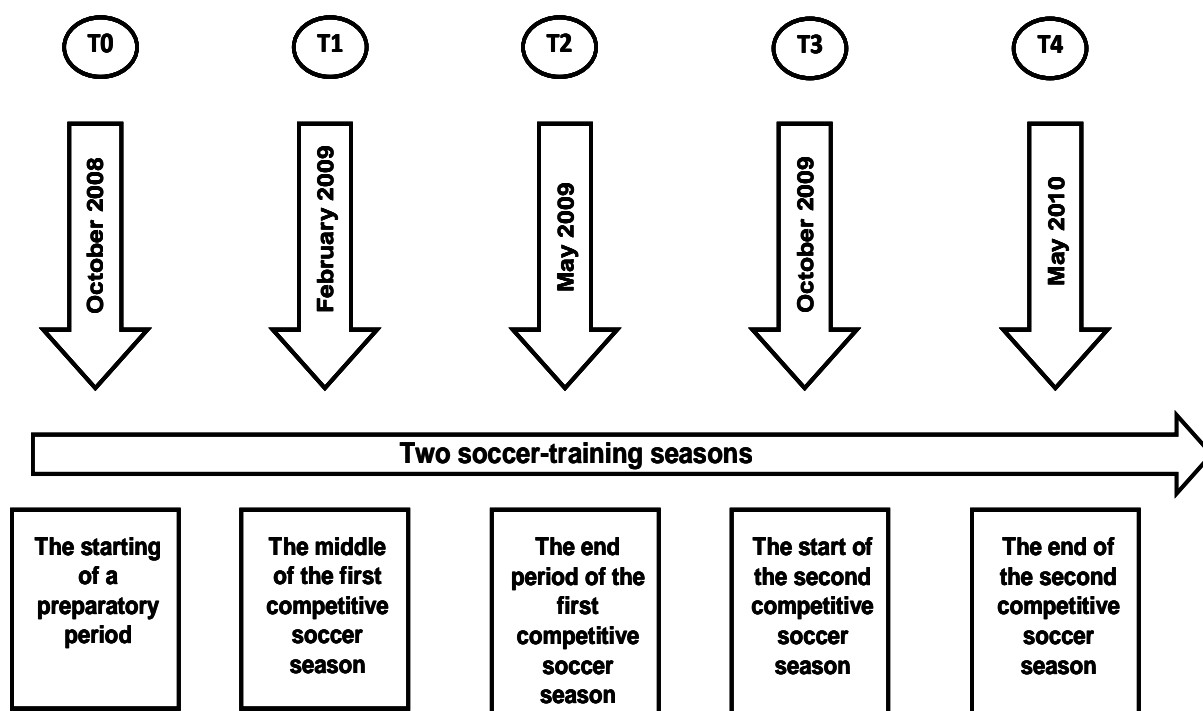 T0
T1
T2
T3
T4
October 2008
February 2009
May 2009
October 2009
May 2010
Two soccer-training seasons
The starting
of a
preparatory
period
The middle
of the first
competitive
soccer
season
The end
period of the
first
competitive
soccer
season
The start of
the second
competitive
soccer
season
The end of
the second
competitive
soccer
season